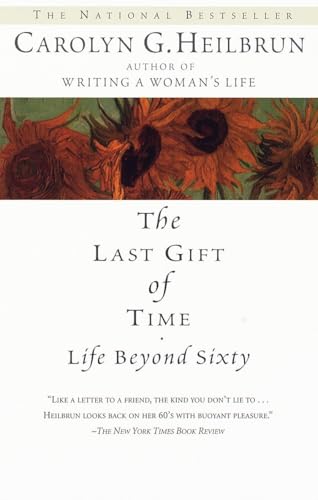 THE NATIONAL BESTSELLER
CAROLYN G. HEILBRUN
AUTHOR OF
WRITING A WOMAN'S LIFE
The
LAST GIFT
of
TIME
·
Life Beyond Sixty
"LIKE A LETTER TO A FRIEND, THE KIND YOU DON'T LIE TO . . .
HEILBRUN LOOKS BACK ON HER 60'S WITH BUOYANT PLEASURE."
–THE NEW YORK TIMES BOOK REVIEW